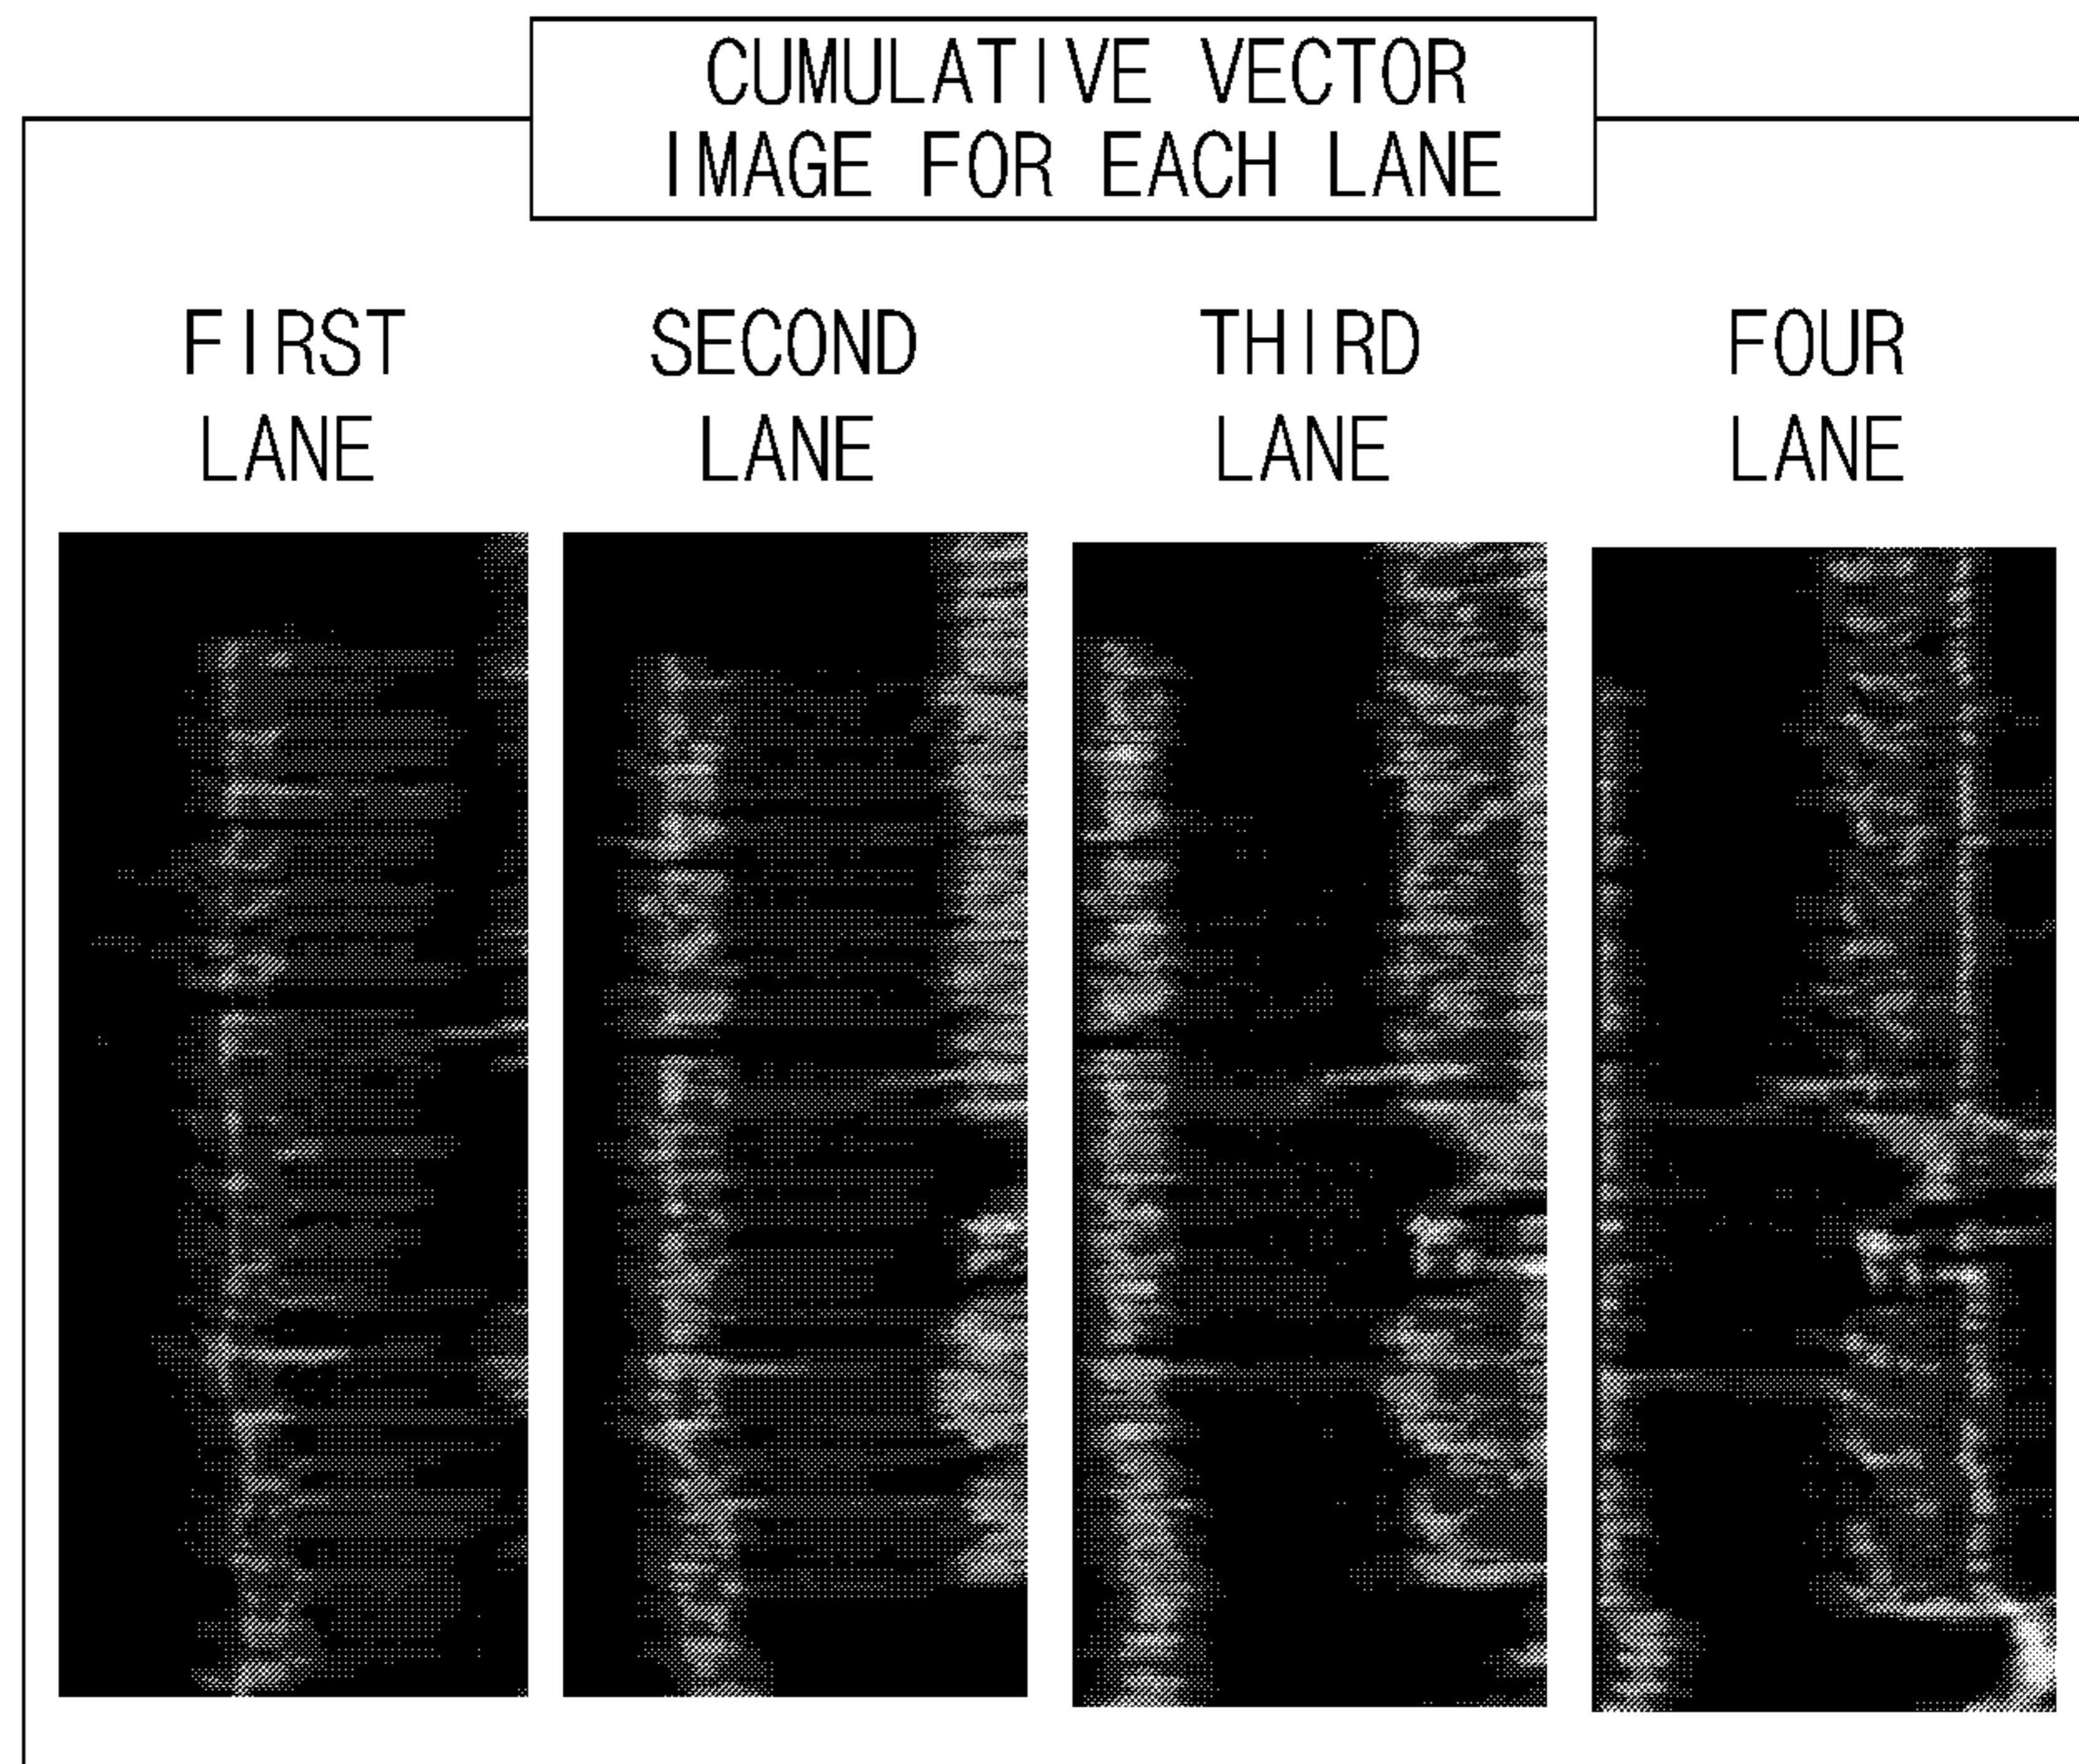 CUMULATIVE VECTOR
IMAGE FOR EACH LANE
FIRST
LANE
SECOND
LANE
THIRD
LANE
FOUR
LANE